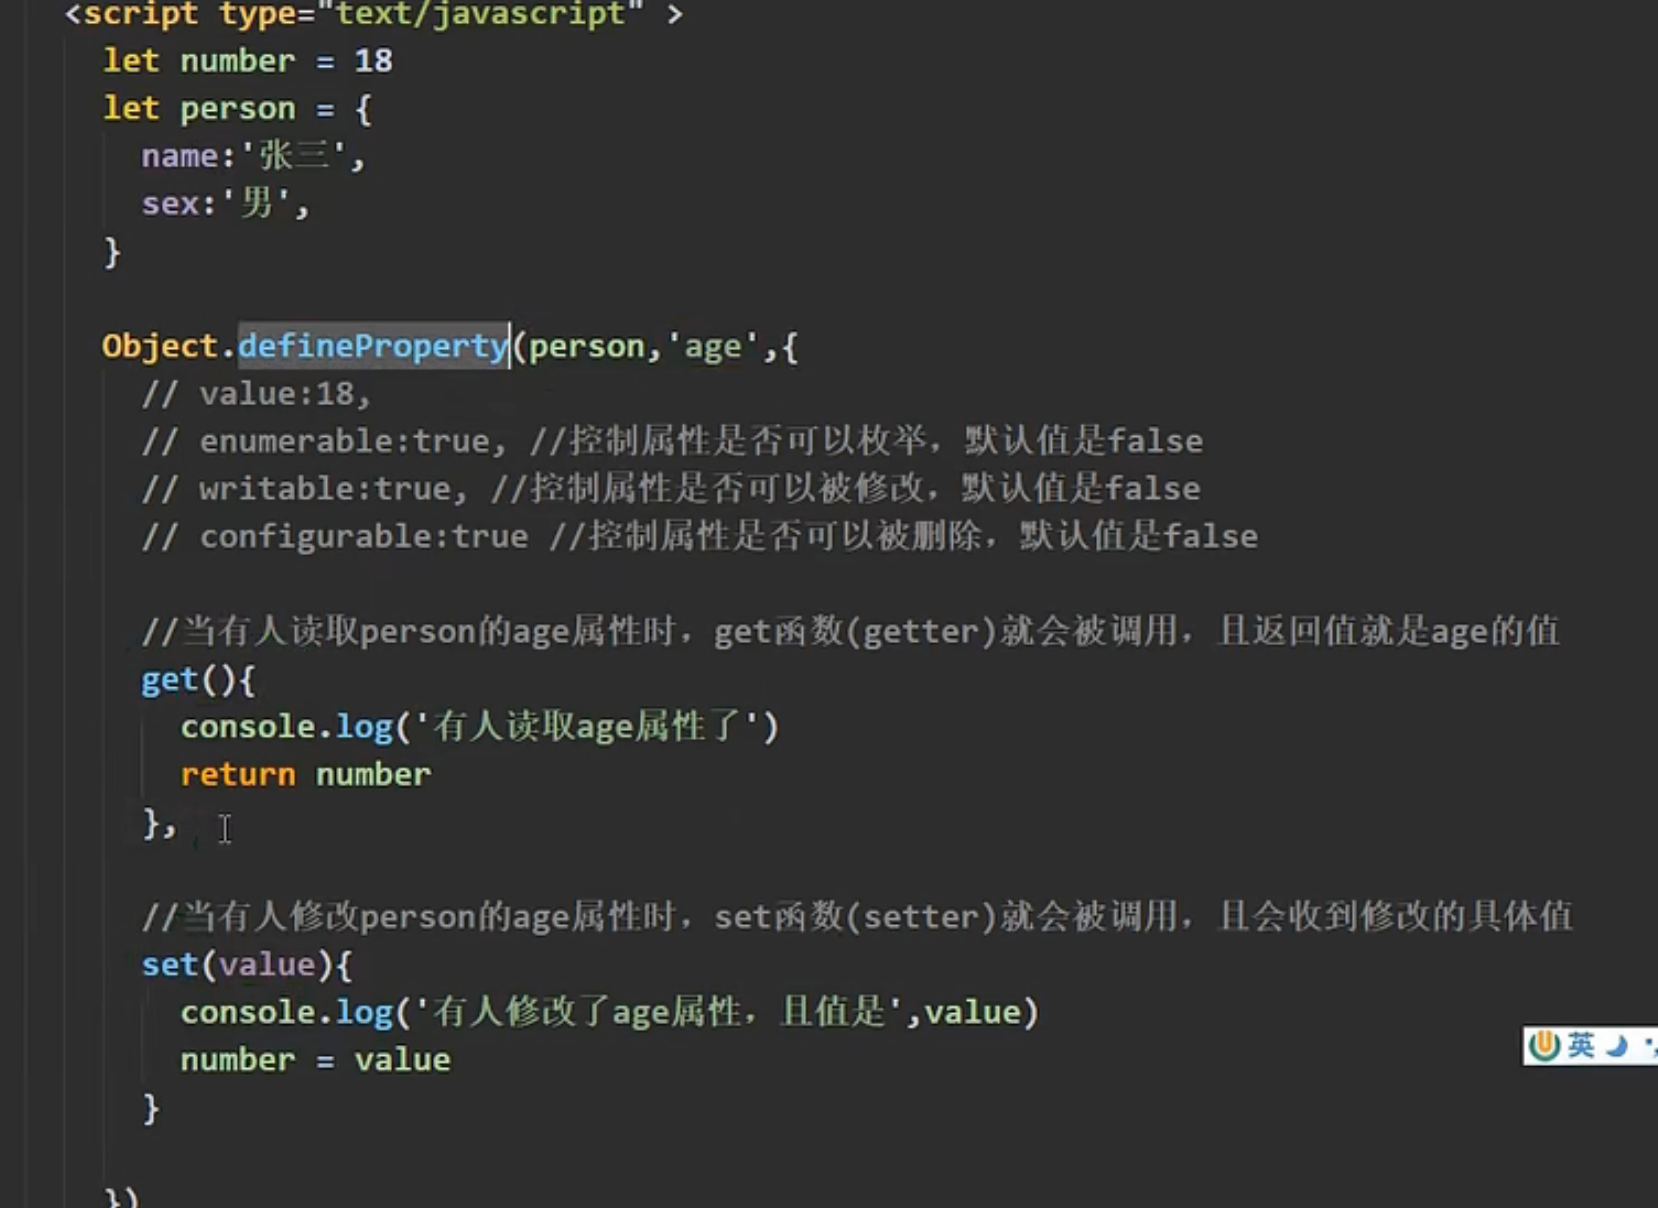 <script type="text/javascript" >
let number = 18
let person = {
name:'张三',
sex:'男',
}
Object.defineProperty(person,'age',{
// value:18,
// enumerable:true, //控制属性是否可以枚举，默认值是false
// writable:true, //控制属性是否可以被修改，默认值是false
// configurable:true //控制属性是否可以被删除，默认值是false
//当有人读取person的age属性时，get函数(getter)就会被调用，且返回值就是age的值
get(){
console.log('有人读取age属性了')
return number
},
//当有人修改person的age属性时，set函数(setter)就会被调用，且会收到修改的具体值
set(value){
console.log('有人修改了age属性，且值是',value)
number = value
}
})
英